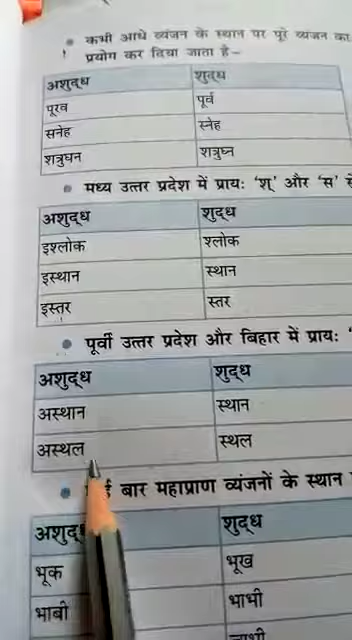 • कभी आधे व्यंजन के स्थान पर पूरे व्यंजन का
प्रयोग कर दिया जाता है–
अशुद्ध शुद्ध
पूरव पूर्व
सनेह स्नेह
शत्रुघन शत्रुघ्न
• मध्य उत्तर प्रदेश में प्रायः 'श्' और 'स'
अशुद्ध शुद्ध
इश्लोक श्लोक
इस्थान स्थान
इस्तर स्तर
• पूर्वी उत्तर प्रदेश और बिहार में प्रायः '
अशुद्ध शुद्ध
अस्थान स्थान
अस्थल स्थल
• बार महाप्राण व्यंजनों के स्थान
अशुद्ध शुद्ध
भूक भूख
भाबी भाभी